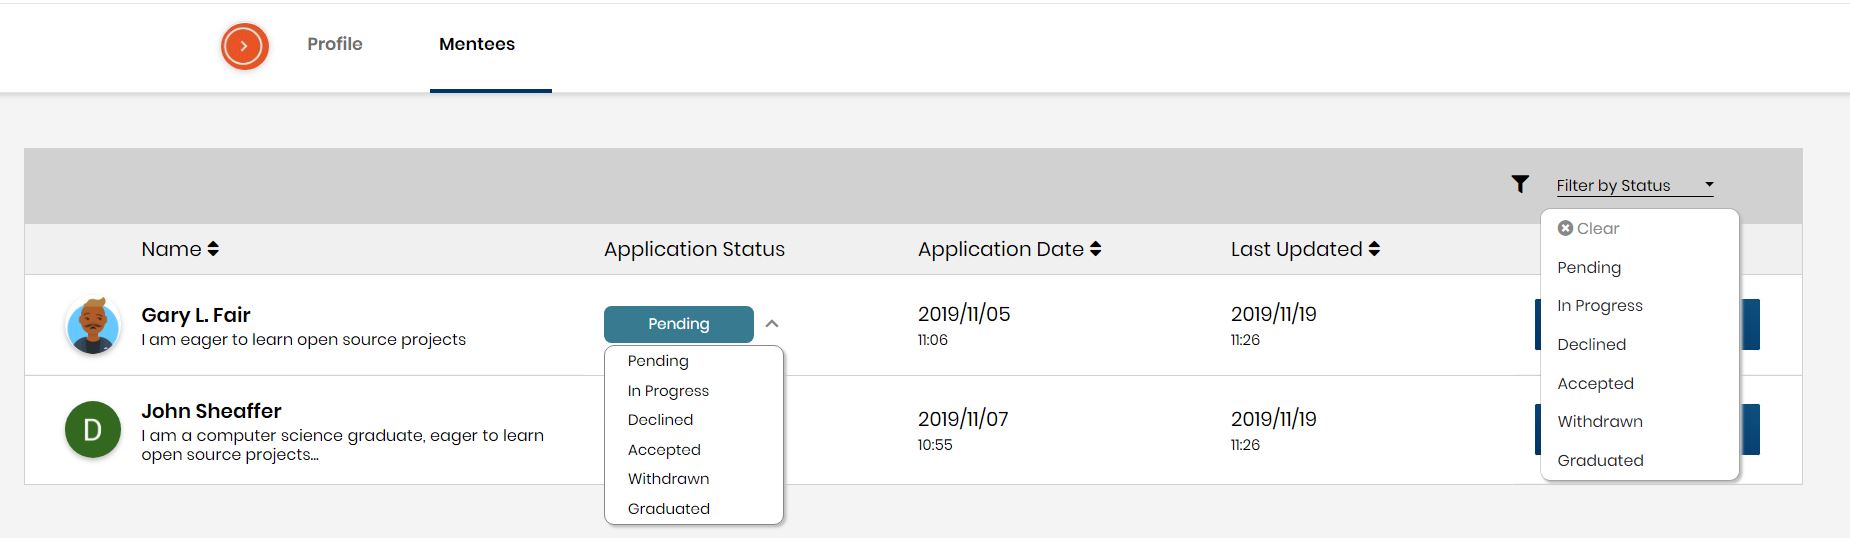 Profile
Mentees
Filter by Status
Clear
Pending
In Progress
Declined
Accepted
Withdrawn
Graduated
Name
Application Status
Application Date
Last Updated
Gary L. Fair
I am eager to learn open source projects
Pending
2019/11/05
11:06
2019/11/19
11:26
Pending
In Progress
Declined
Accepted
Withdrawn
Graduated
D
John Sheaffer
I am a computer science graduate, eager to learn
open source projects...
2019/11/07
10:55
2019/11/19
11:26